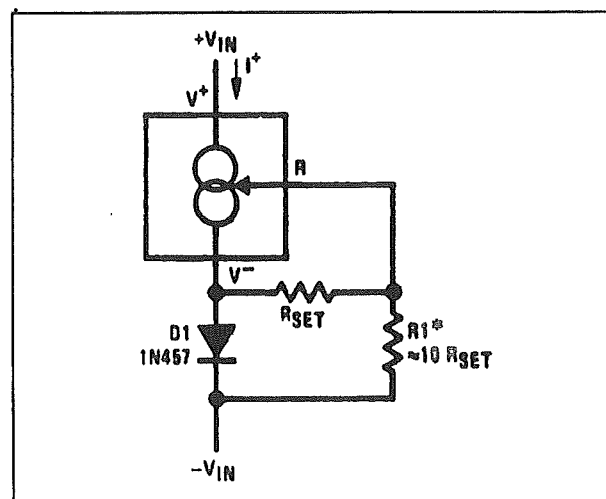 +VIN
I+
V+
R
V−
RSET
D1
1N457
R1*
≈10 RSET
−VIN